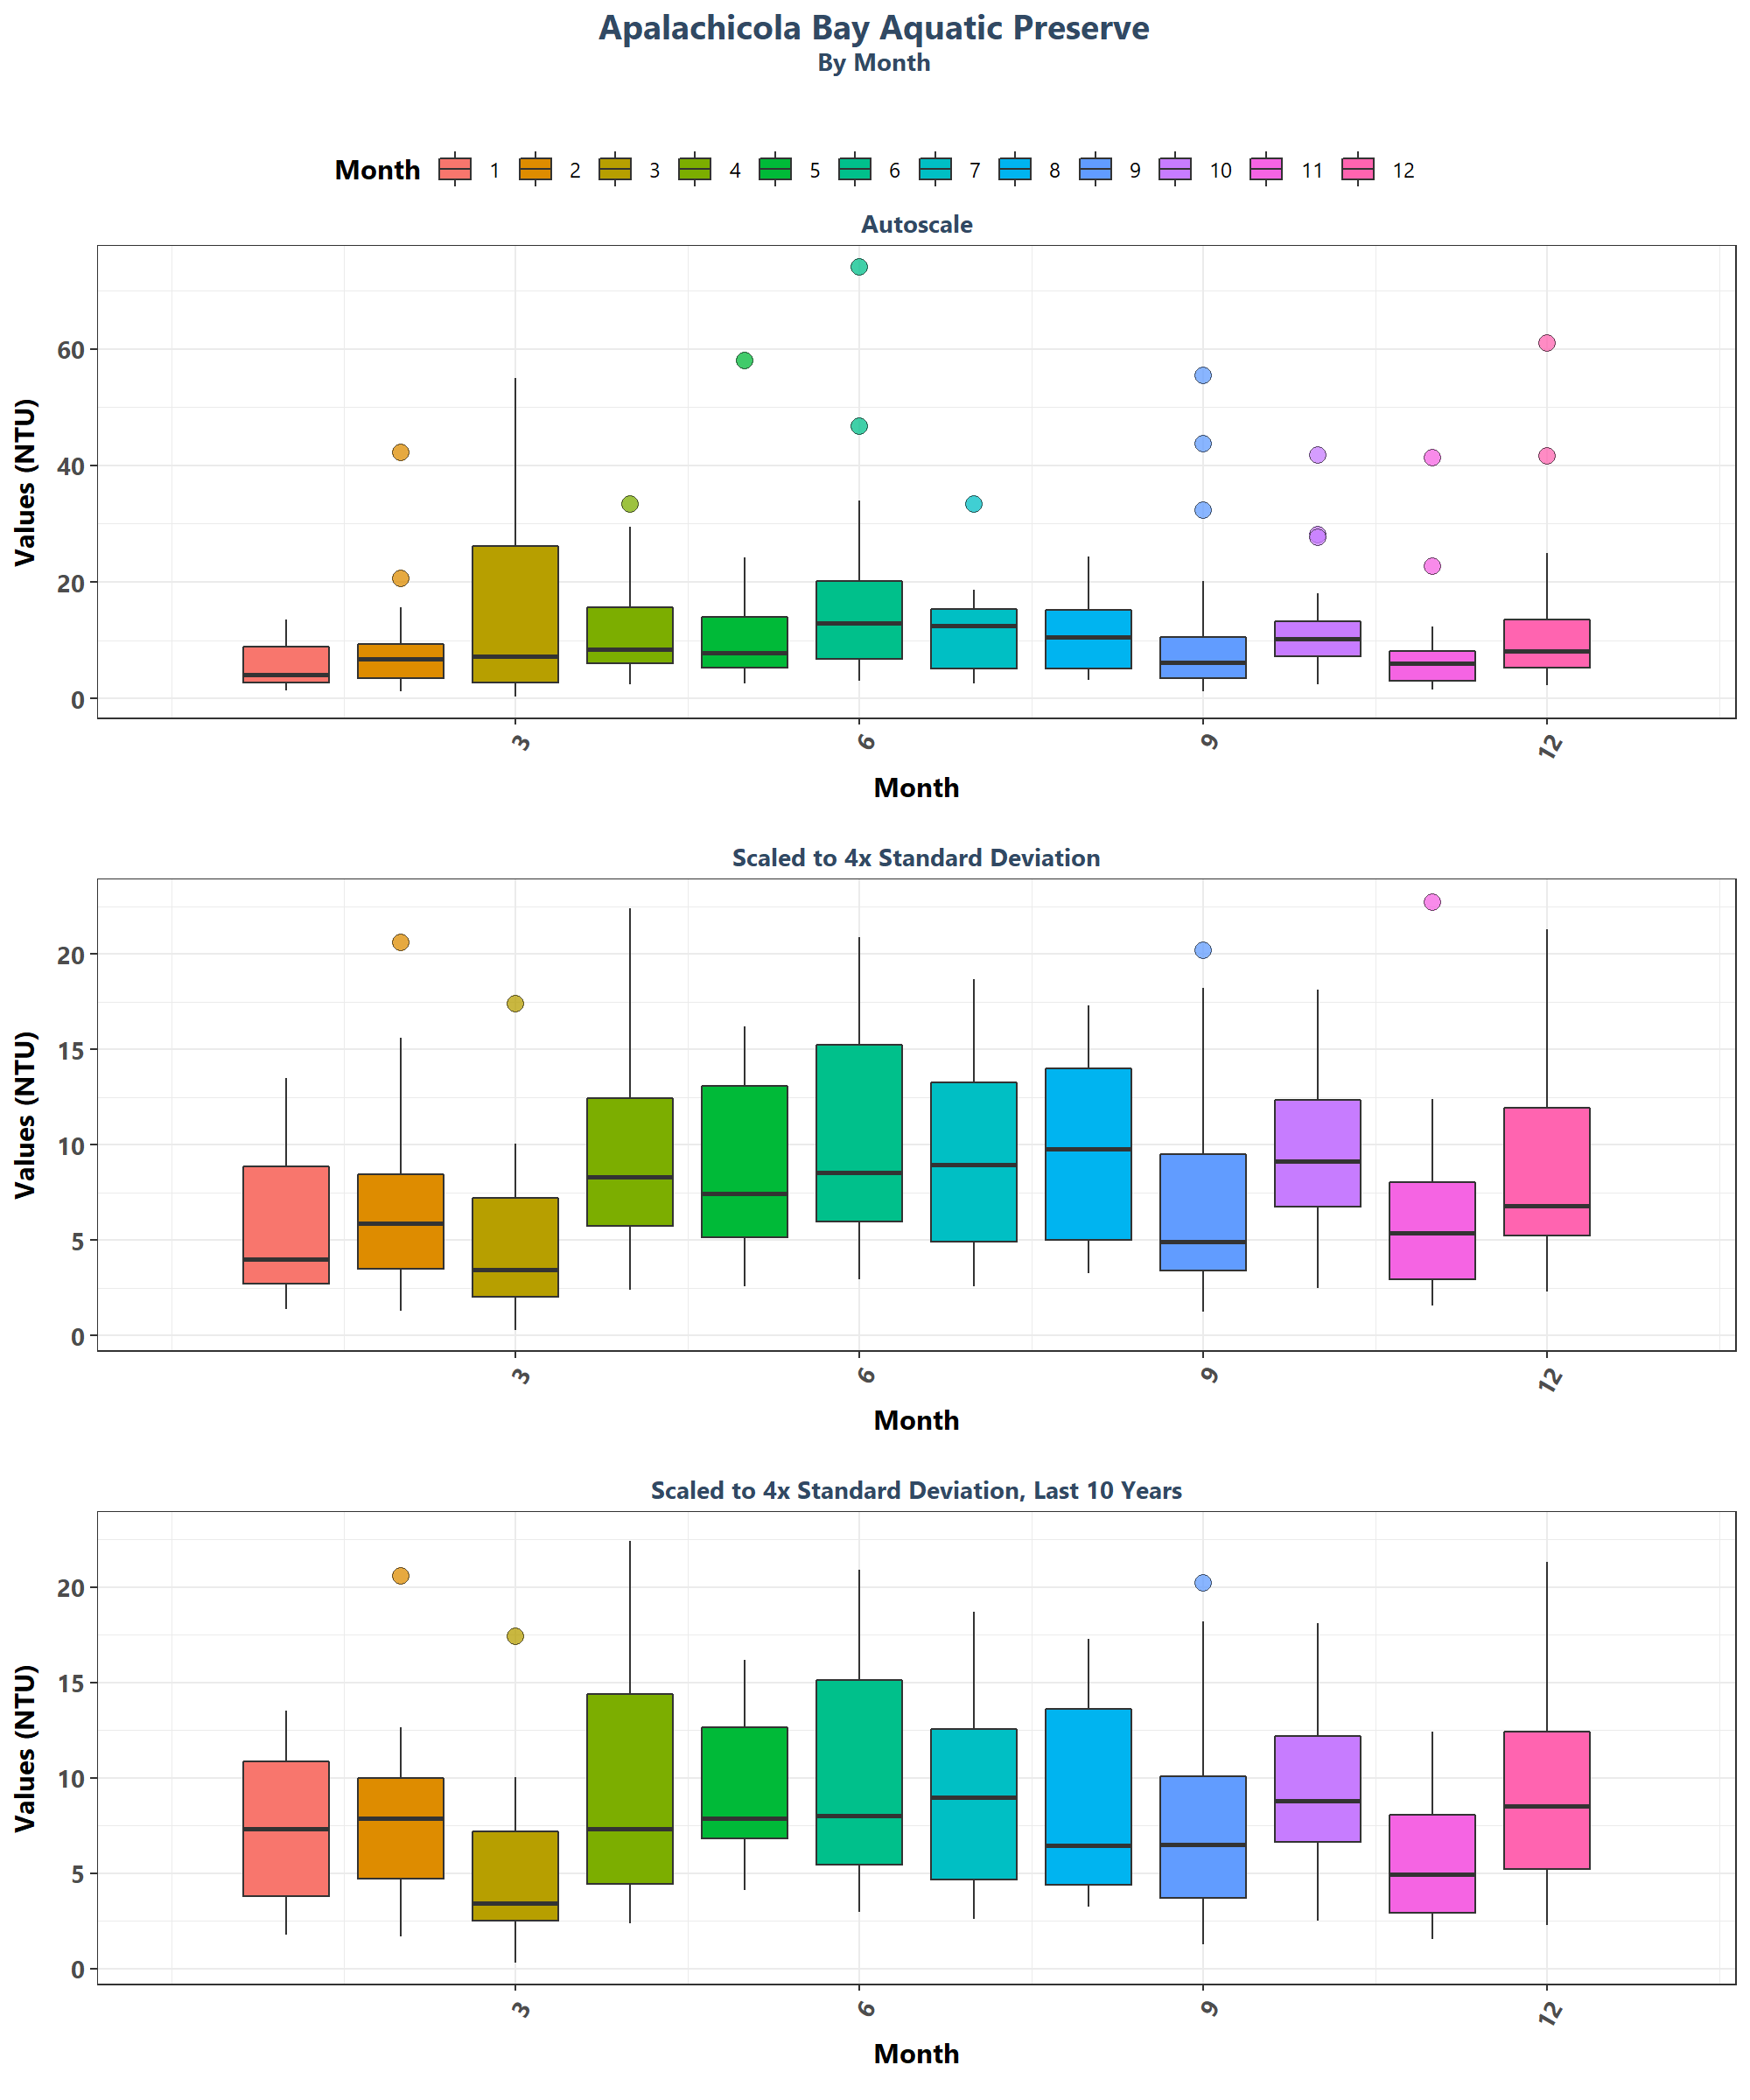 Apalachicola Bay Aquatic Preserve
By Month
Month 1 2 3 4 5 6 7 8 9 10 11 12
Autoscale
Values (NTU)
60
40
20
0
3 6 9 12
Month
Scaled to 4x Standard Deviation
Values (NTU)
20
15
10
5
0
3 6 9 12
Month
Scaled to 4x Standard Deviation, Last 10 Years
Values (NTU)
20
15
10
5
0
3 6 9 12
Month